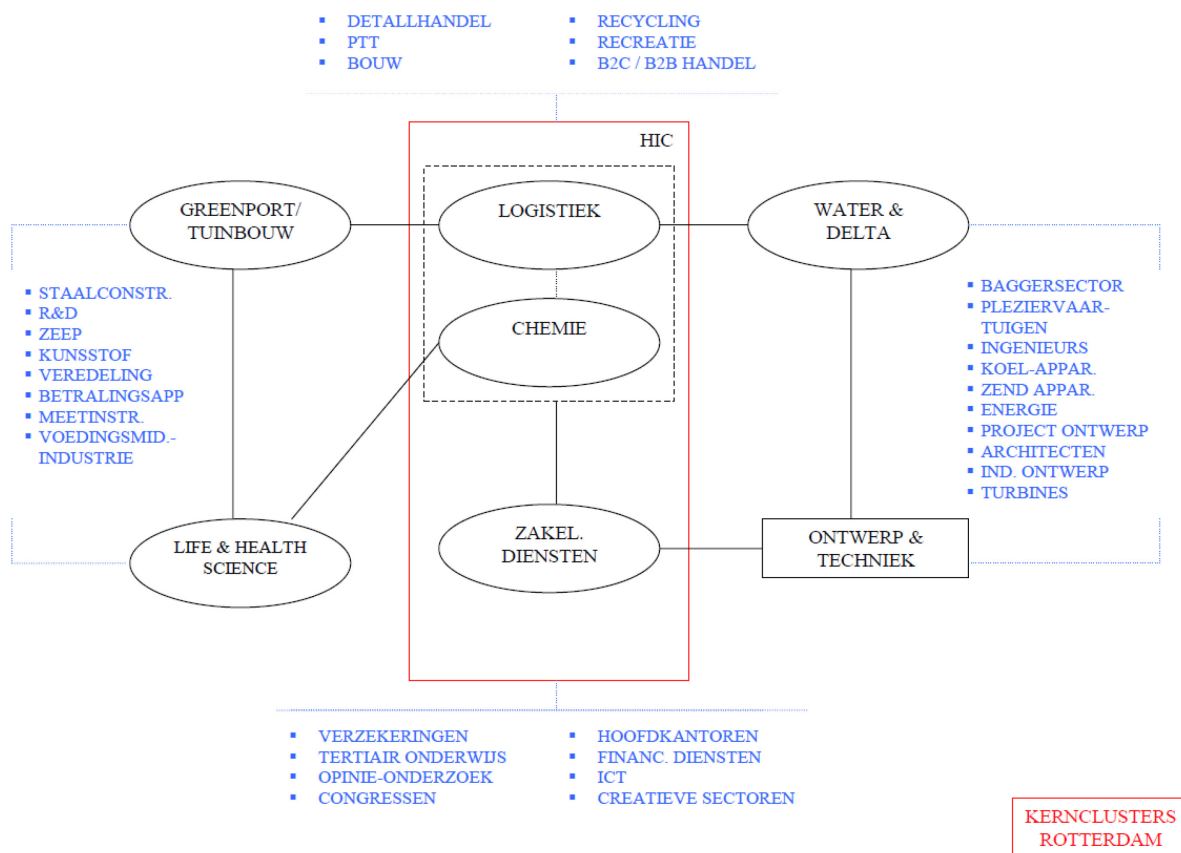 ▪ DETALLHANDEL
▪ PTT
▪ BOUW
▪ RECYCLING
▪ RECREATIE
▪ B2C / B2B HANDEL
HIC
GREENPORT/
TUINBOUW
LOGISTIEK
WATER &
DELTA
CHEMIE
▪ STAALCONSTR.
▪ R&D
▪ ZEEP
▪ KUNSSTOF
▪ VEREDELING
▪ BETRALINGSAPP
▪ MEETINSTR.
▪ VOEDINGSMID.-
INDUSTRIE
▪ BAGGERSECTOR
▪ PLEZIERVAAR-
TUIGEN
▪ INGENIEURS
▪ KOEL-APPAR.
▪ ZEND APPAR.
▪ ENERGIE
▪ PROJECT ONTWERP
▪ ARCHITECTEN
▪ IND. ONTWERP
▪ TURBINES
LIFE & HEALTH
SCIENCE
ZAKEL.
DIENSTEN
ONTWERP &
TECHNIEK
▪ VERZEKERINGEN
▪ TERTIAIR ONDERWIJS
▪ OPINIE-ONDERZOEK
▪ CONGRESSEN
▪ HOOFDKANTOREN
▪ FINANC. DIENSTEN
▪ ICT
▪ CREATIEVE SECTOREN
KERNCLUSTERS
ROTTERDAM